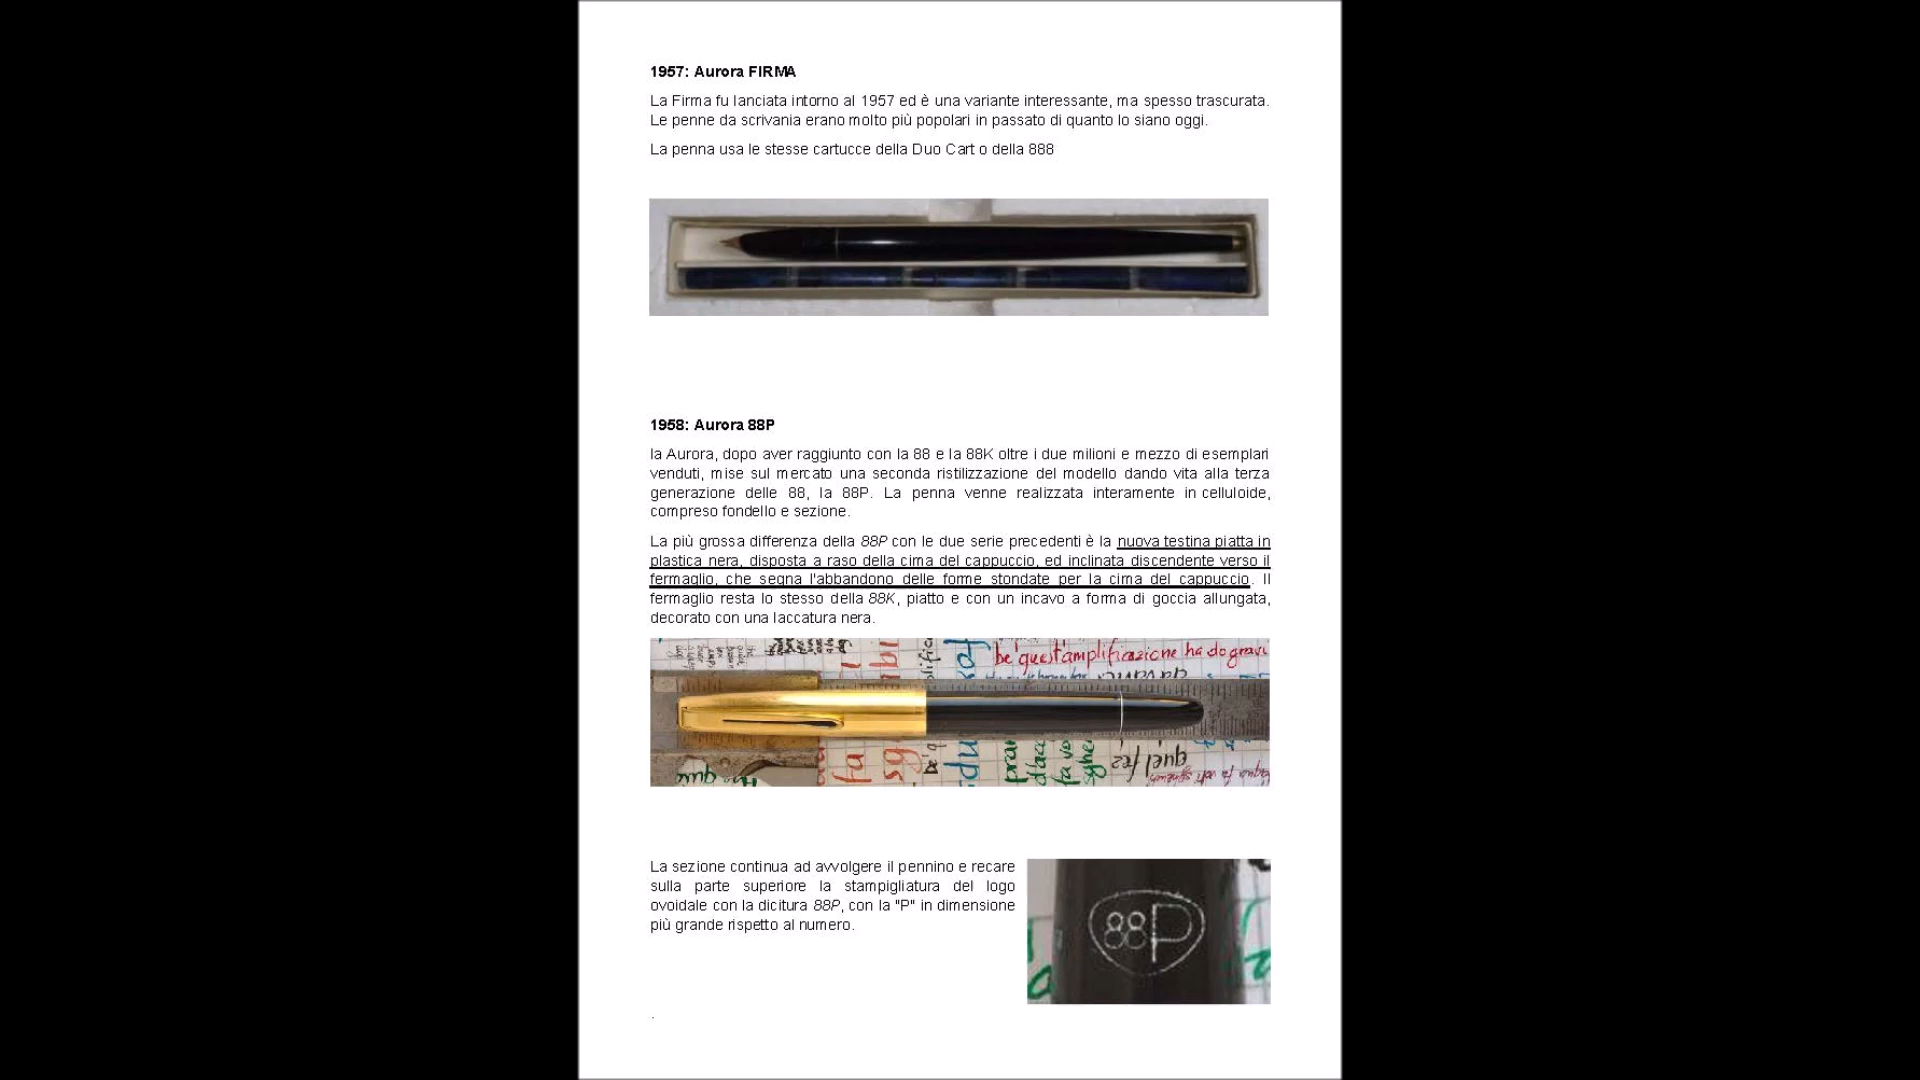 1957: Aurora FIRMA
La Firma fu lanciata intorno al 1957 ed è una variante interessante, ma spesso trascurata.
Le penne da scrivania erano molto più popolari in passato di quanto lo siano oggi.
La penna usa le stesse cartucce della Duo Cart o della 888
1958: Aurora 88P
la Aurora, dopo aver raggiunto con la 88 e la 88K oltre i due milioni e mezzo di esemplari
venduti, mise sul mercato una seconda ristilizzazione del modello dando vita alla terza
generazione delle 88, la 88P. La penna venne realizzata interamente in celluloide,
compreso fondello e sezione.
La più grossa differenza della 88P con le due serie precedenti è la nuova testina piatta in
plastica nera, disposta a raso della cima del cappuccio, ed inclinata discendente verso il
fermaglio, che segna l'abbandono delle forme stondate per la cima del cappuccio. Il
fermaglio resta lo stesso della 88K, piatto e con un incavo a forma di goccia allungata,
decorato con una laccatura nera.
be' quest'amplificazione ha do gravi
fa
sg
quel fez
La sezione continua ad avvolgere il pennino e recare
sulla parte superiore la stampigliatura del logo
ovoidale con la dicitura 88P, con la "P" in dimensione
più grande rispetto al numero.
88P